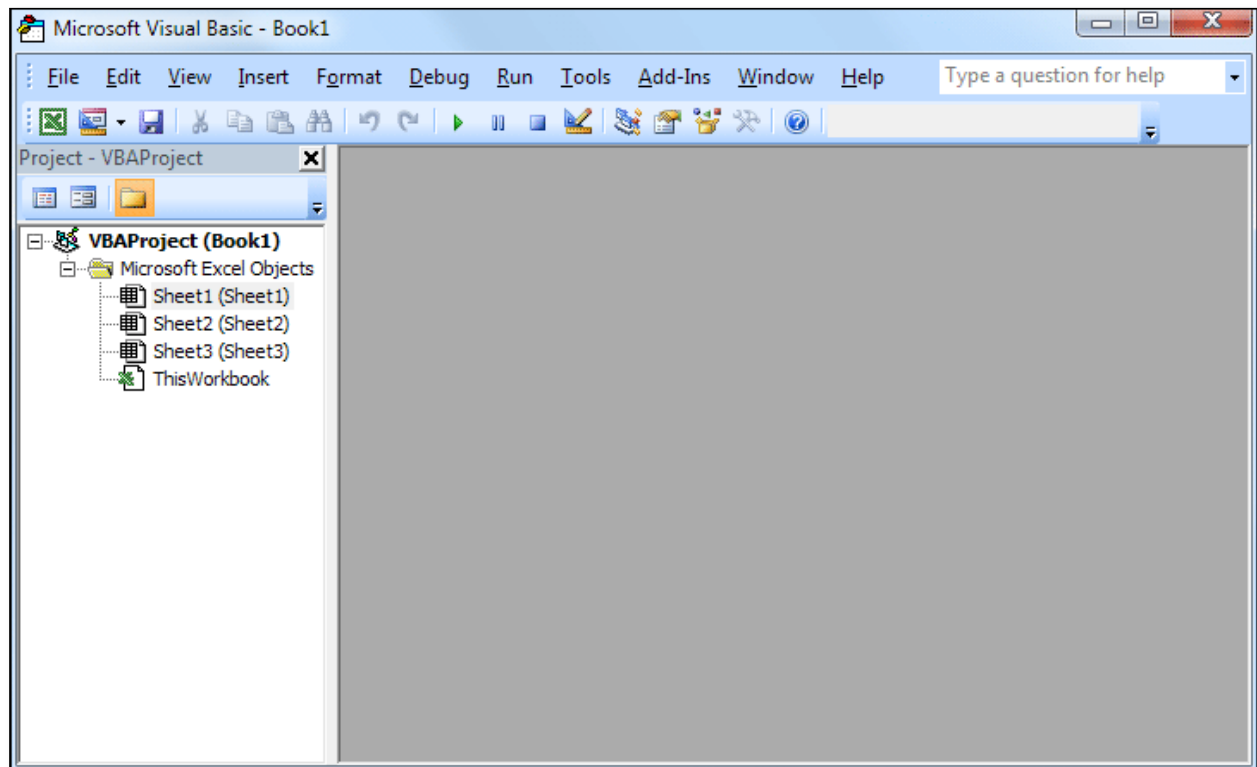 Microsoft Visual Basic - Book1
File Edit View Insert Format Debug Run Tools Add-Ins Window Help Type a question for help
Project - VBAProject
VBAProject (Book1)
Microsoft Excel Objects
Sheet1 (Sheet1)
Sheet2 (Sheet2)
Sheet3 (Sheet3)
ThisWorkbook